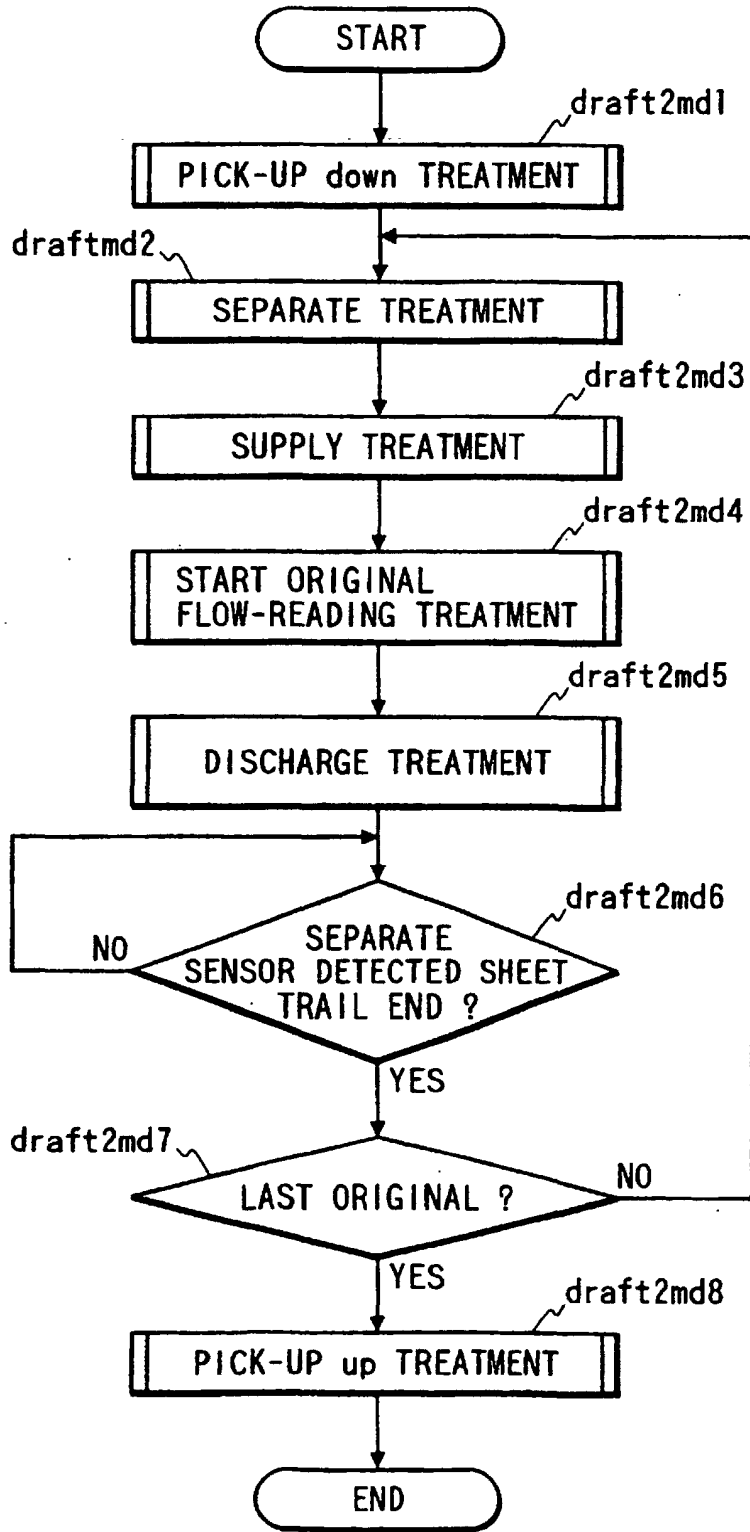 START
draft2md1
PICK-UP down TREATMENT
draftmd2
SEPARATE TREATMENT
draft2md3
SUPPLY TREATMENT
draft2md4
START ORIGINAL
FLOW-READING TREATMENT
draft2md5
DISCHARGE TREATMENT
draft2md6
NO
SEPARATE
SENSOR DETECTED SHEET
TRAIL END ?
YES
draft2md7
LAST ORIGINAL ?
NO
YES
draft2md8
PICK-UP up TREATMENT
END